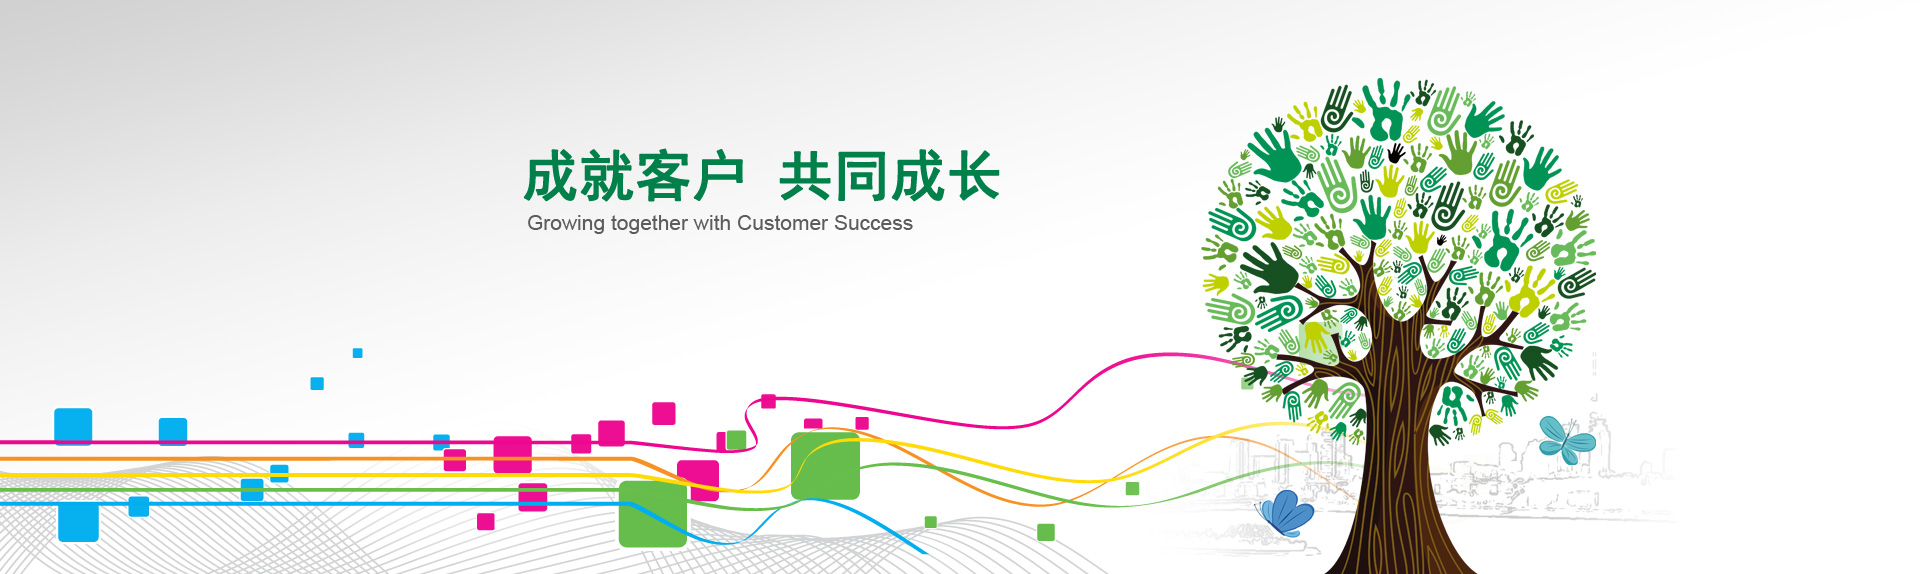 成就客户 共同成长
Growing together with Customer Success